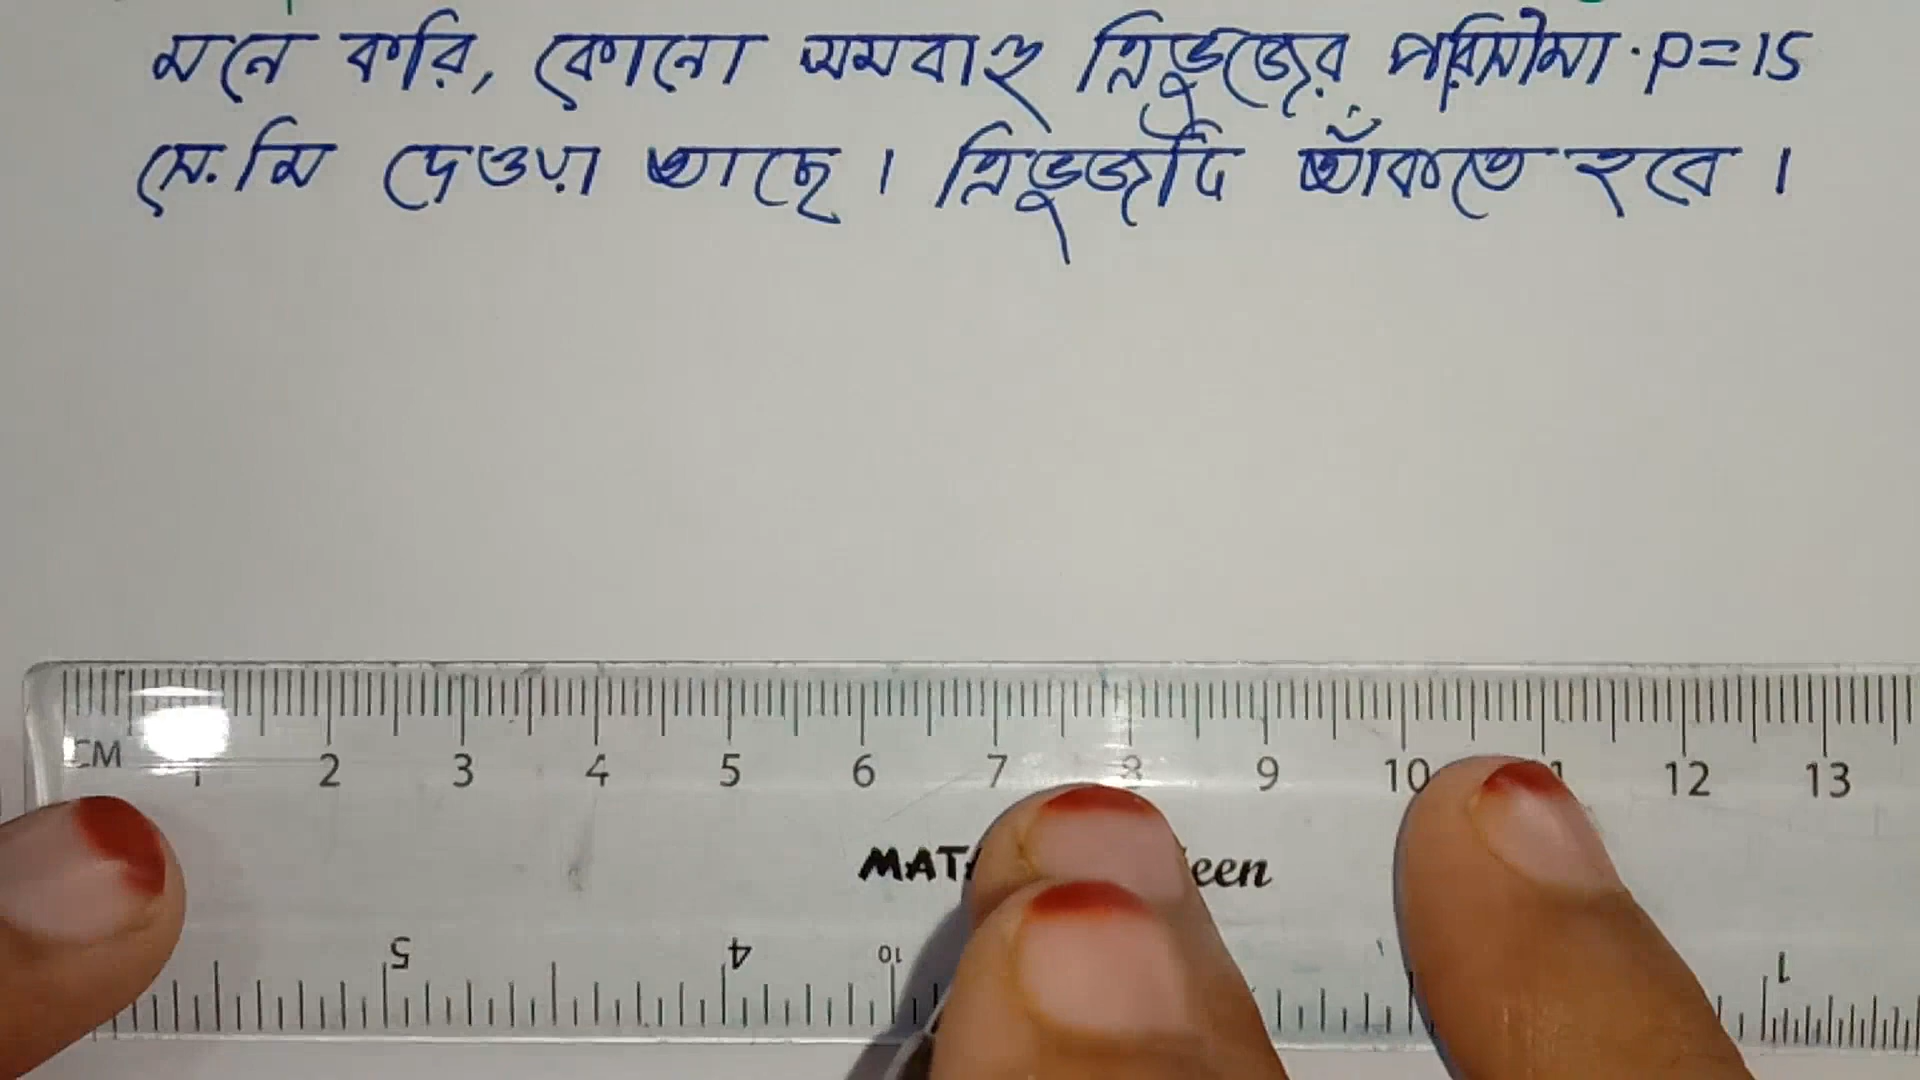 মনে করি, কোনো সমবাহু ত্রিভুজের পরিসীমা P=15
সে.মি দেওয়া আছে। ত্রিভুজটি আঁকতে হবে।
CM 1 2 3 4 5 6 7 8 9 10 12 13
5 4 10 1